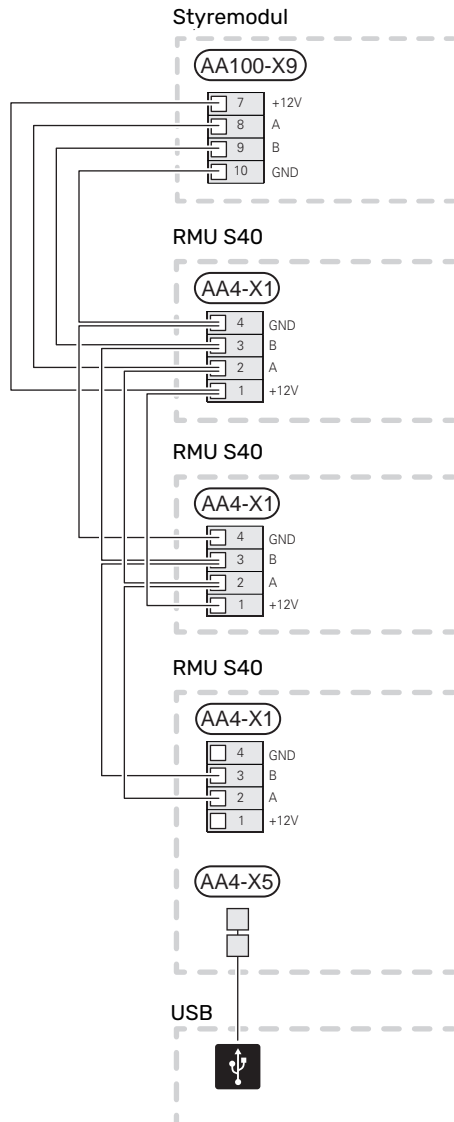 Styremodul
AA100-X9
7 +12V
8 A
9 B
10 GND
RMU S40
AA4-X1
4 GND
3 B
2 A
1 +12V
RMU S40
AA4-X1
4 GND
3 B
2 A
1 +12V
RMU S40
AA4-X1
4 GND
3 B
2 A
1 +12V
AA4-X5
USB